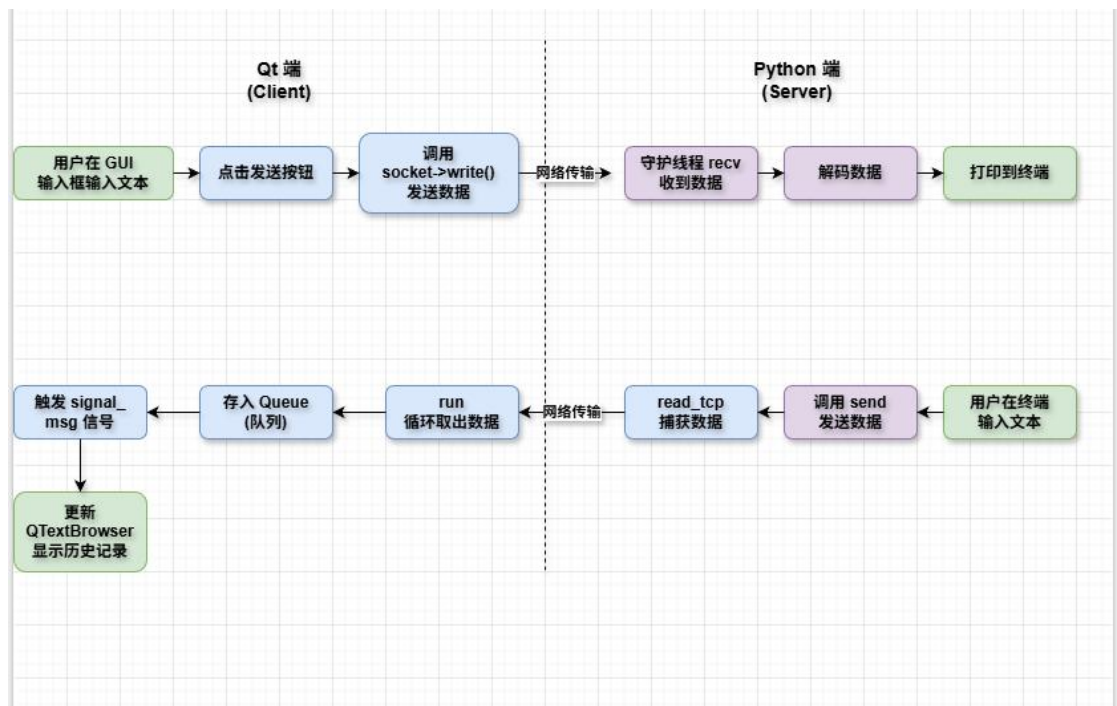 Qt 端
(Client)
Python 端
(Server)
用户在 GUI
输入框输入文本
点击发送按钮
调用
socket->write()
发送数据
网络传输
守护线程 recv
收到数据
解码数据
打印到终端
触发 signal_
msg 信号
存入 Queue
(队列)
run
循环取出数据
网络传输
read_tcp
捕获数据
调用 send
发送数据
用户在终端
输入文本
更新
QTextBrowser
显示历史记录